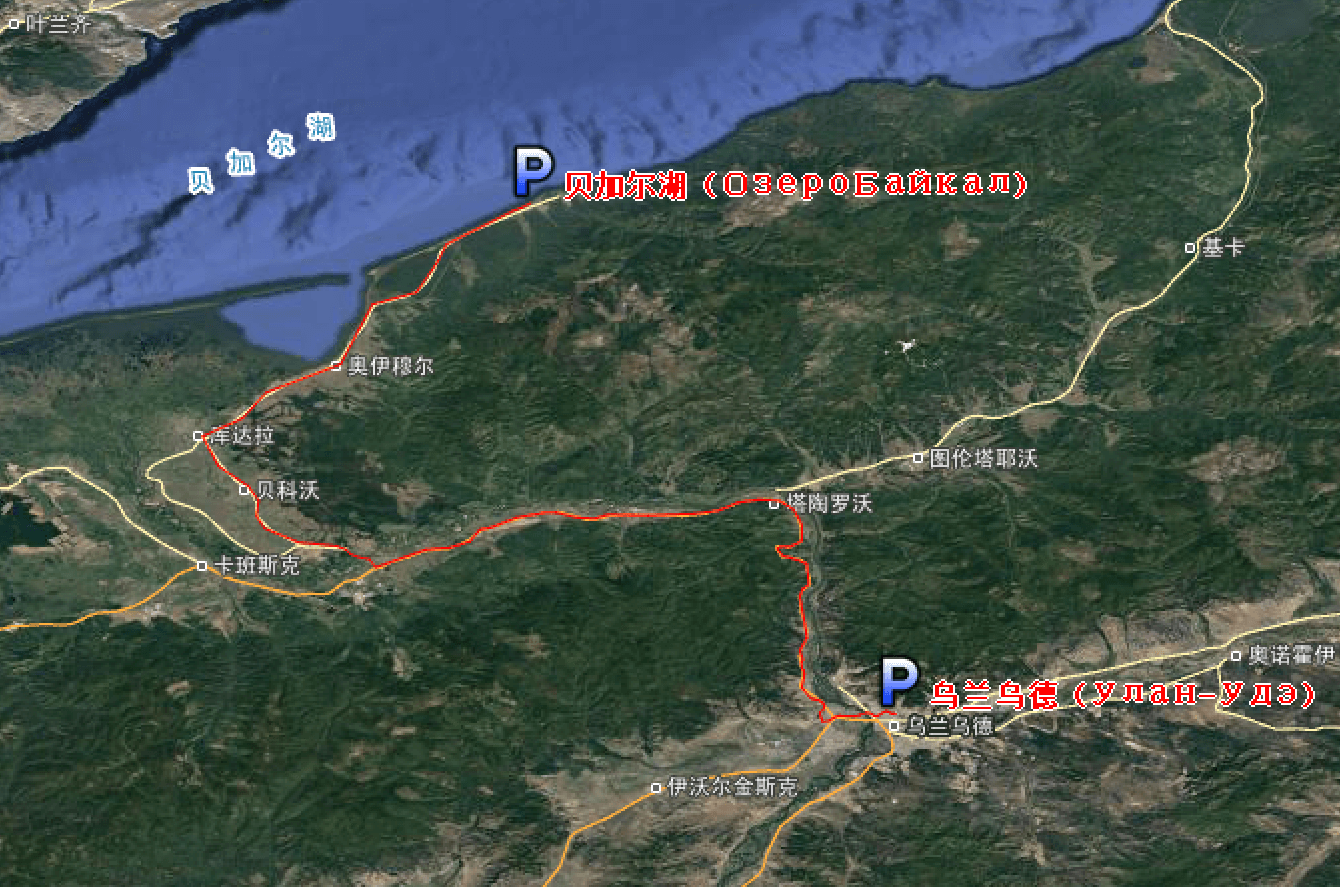 叶兰齐
贝加尔湖
P 贝加尔湖（ОзероБайкал）
基卡
奥伊穆尔
库达拉
图伦塔耶沃
贝科沃
塔陶罗沃
卡班斯克
奥诺霍伊
P 乌兰乌德（Улан-Удэ）
乌兰乌德
伊沃尔金斯克